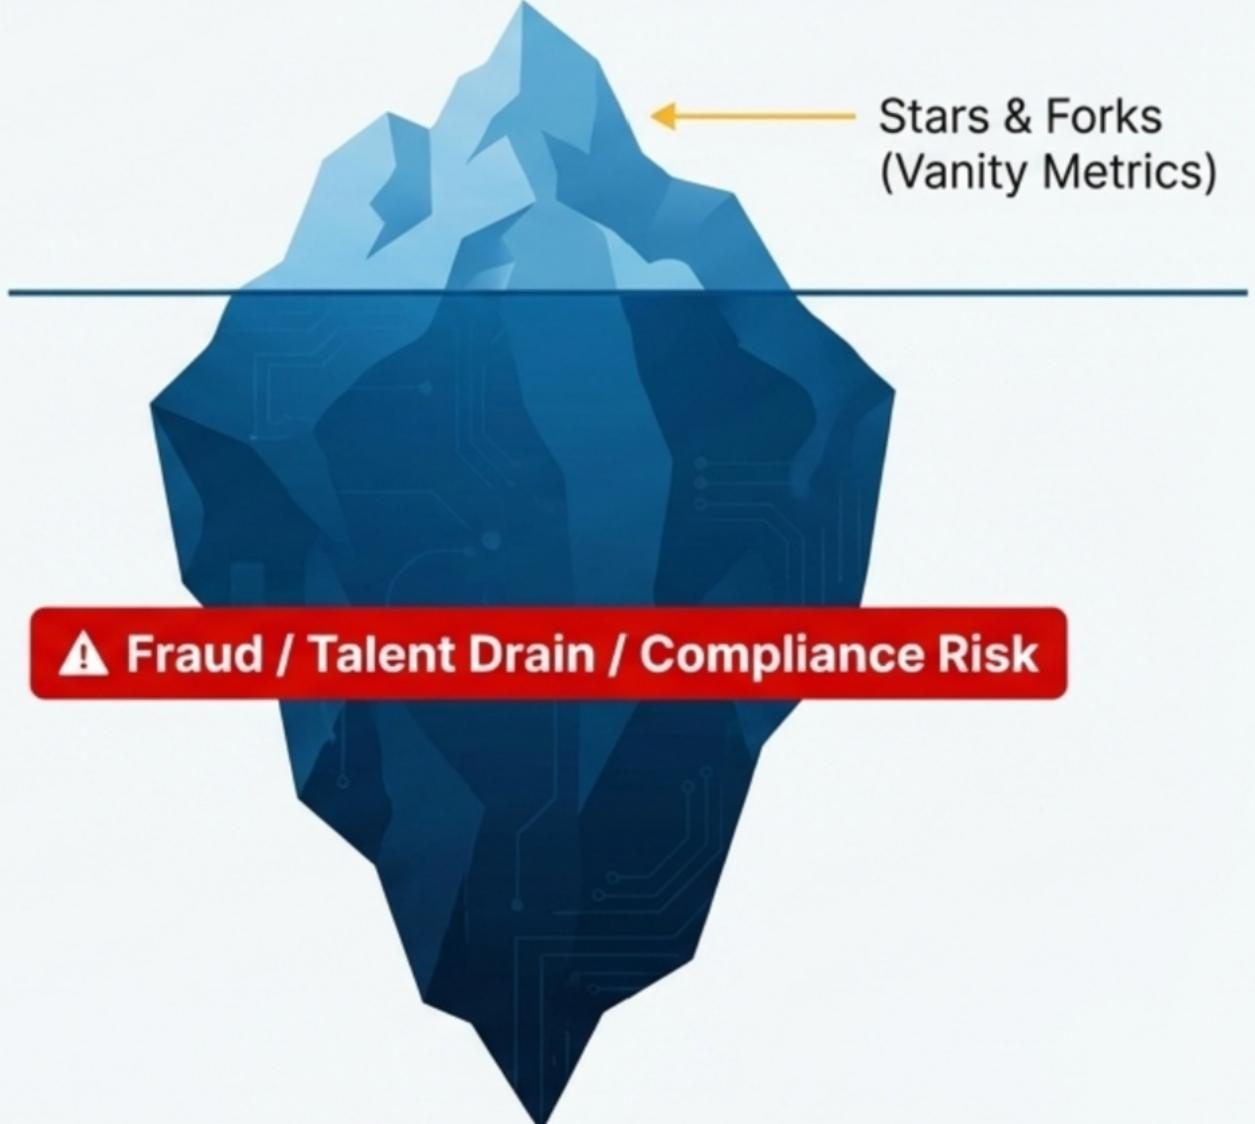 Stars & Forks
(Vanity Metrics)
Fraud / Talent Drain / Compliance Risk